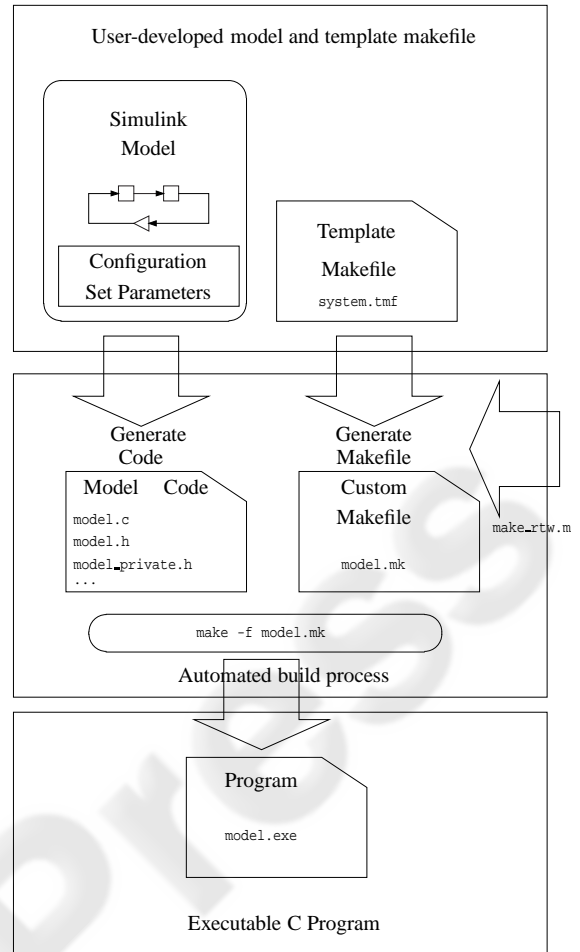 User-developed model and template makefile
Simulink
Model
Configuration
Set Parameters
Template
Makefile
system.tmf
Generate
Code
Generate
Makefile
Model Code
model.c
model.h
model_private.h
...
Custom
Makefile
model.mk
make_rtw.m
make -f model.mk
Automated build process
Program
model.exe
Executable C Program
Press